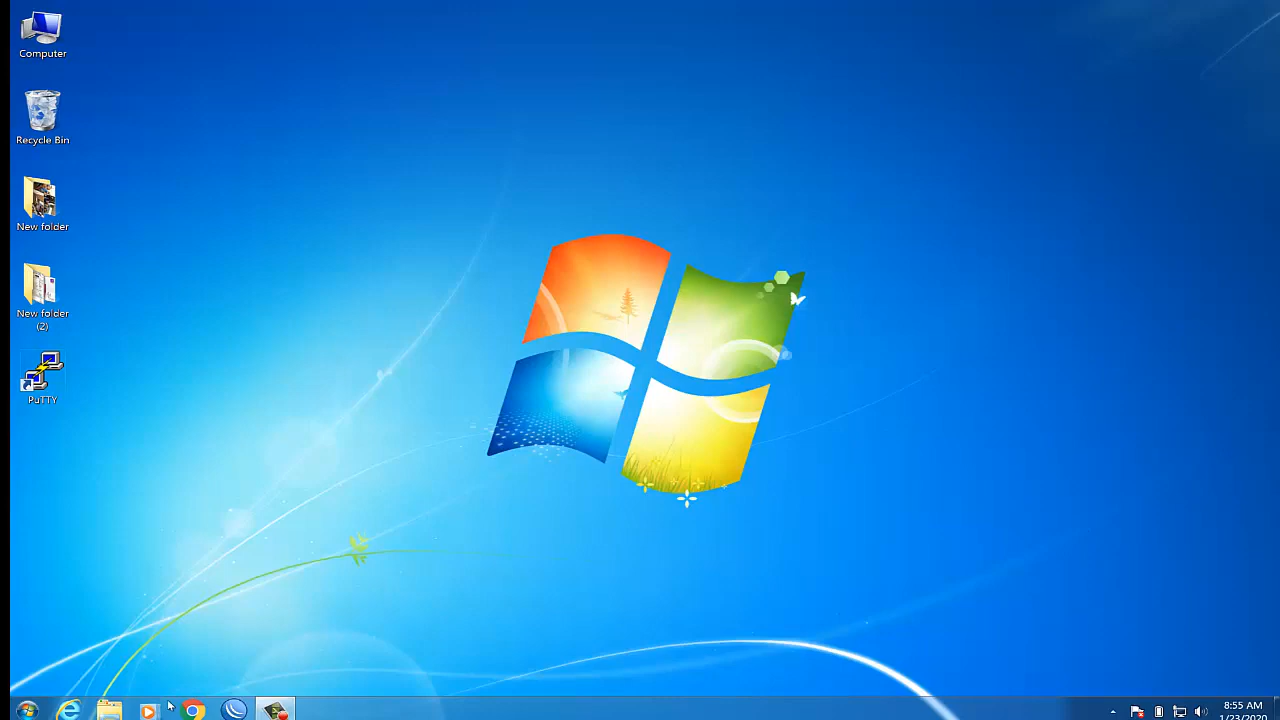 Computer
Recycle Bin
New folder
New folder
(2)
PuTTY
8:55 AM
1/23/2020